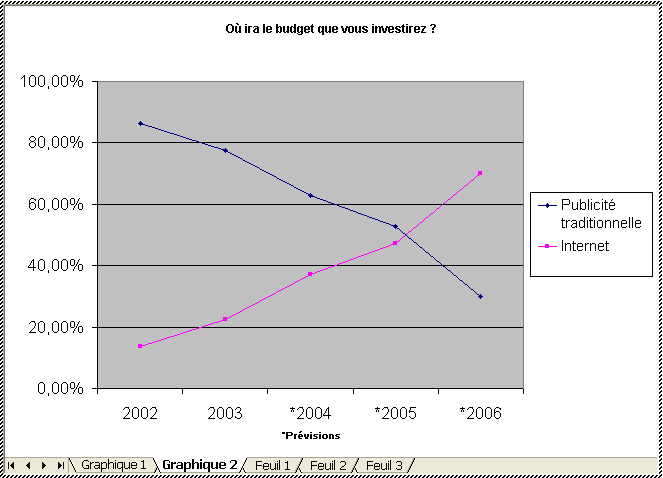 Où ira le budget que vous investirez ?
100,00%
80,00%
60,00%
40,00%
20,00%
0,00%
2002 2003 *2004 *2005 *2006
*Prévisions
Publicité
traditionnelle
Internet
Graphique 1 Graphique 2 Feuil 1 Feuil 2 Feuil 3